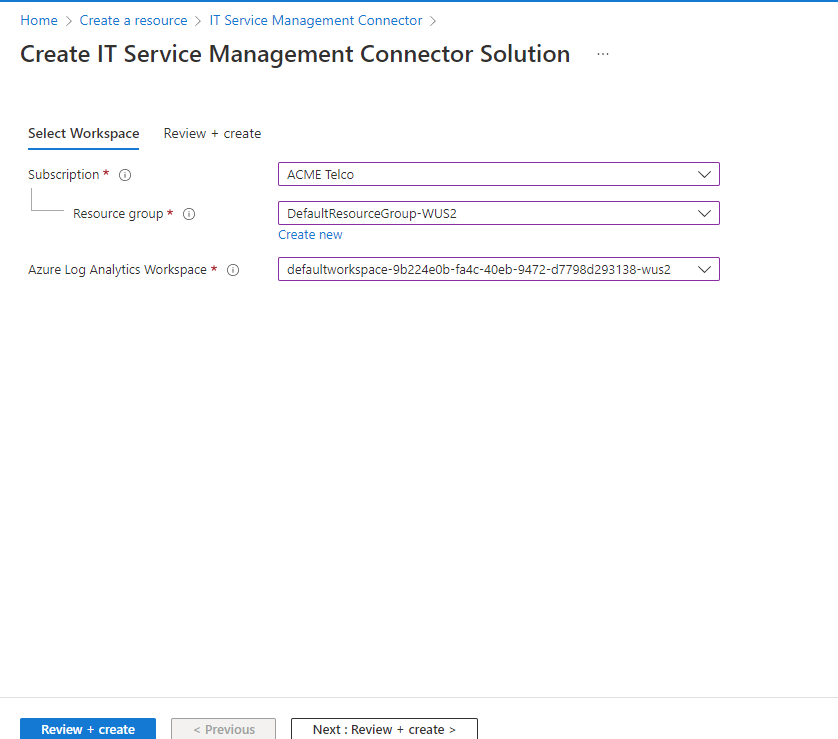 Home > Create a resource > IT Service Management Connector >
Create IT Service Management Connector Solution ...
Select Workspace Review + create
Subscription * ACME Telco
Resource group * DefaultResourceGroup-WUS2
Create new
Azure Log Analytics Workspace * defaultworkspace-9b224e0b-fa4c-40eb-9472-d7798d293138-wus2
Review + create < Previous Next : Review + create >